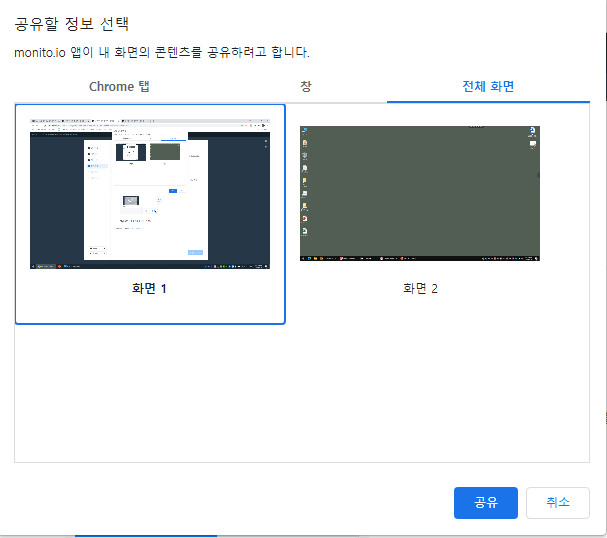 공유할 정보 선택
monito.io 앱이 내 화면의 콘텐츠를 공유하려고 합니다.
Chrome 탭
창
전체 화면
화면 1
화면 2
공유
취소